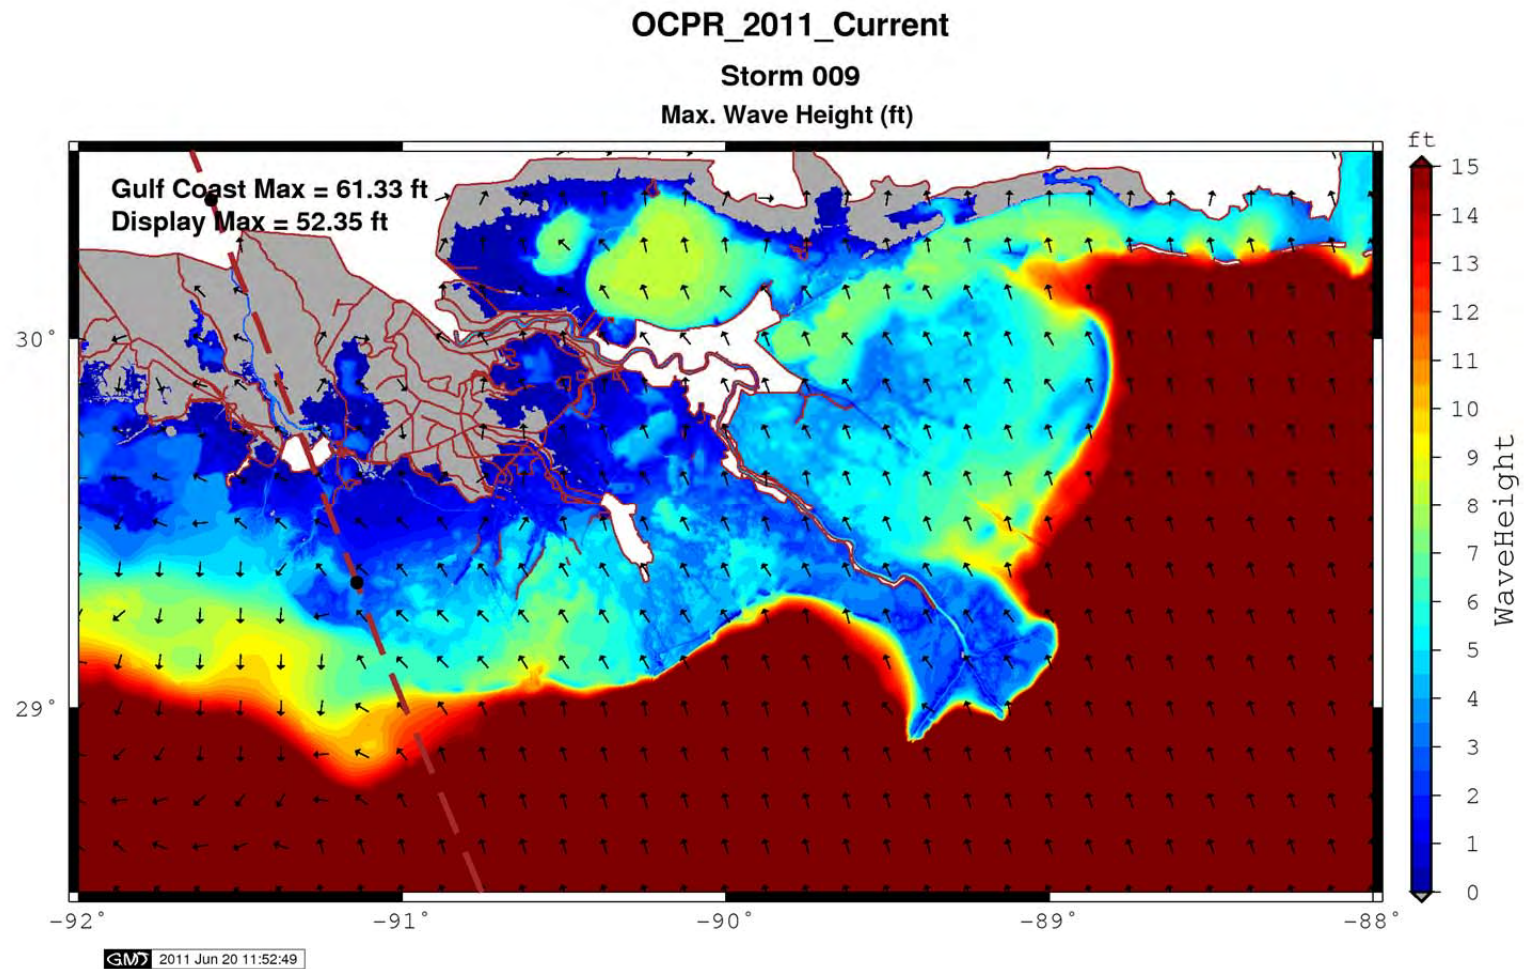 OCPR_2011_Current
Storm 009
Max. Wave Height (ft)
Gulf Coast Max = 61.33 ft
Display Max = 52.35 ft
30°
29°
-92°
-91°
-90°
-89°
-88°
ft
15
14
13
12
11
10
9
8
7
6
5
4
3
2
1
0
WaveHeight
GMT 2011 Jun 20 11:52:49